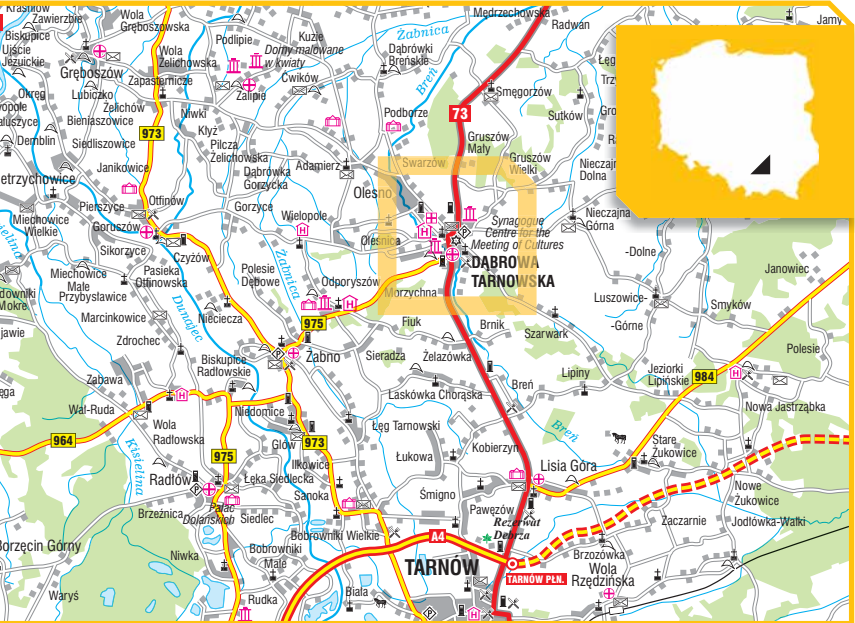 Zawierzbie
Wola
Gręboszowska
Biskupice
Ujście
Jezuickie
Gręboszów
Wola
Żelichowska
Podlipie
Kuzie
Domy malowane
w kwiaty
Żabnica
Mędrzechowska
Radwan
Jamy
Dąbrówki
Breńskie
Breń
Zapasternicze
Ćwików
Zalipie
Okręg
Lubiczko
Żelichów
Bieniaszowice
Niwki
Demblin
Siedliszowice
973
Klyż
Pilcza
Żelichowska
Podborze
73
Smęgorzów
Sutków
Gruszów
Mały
Swarzów
Gruszów
Wielki
Janikowice
Dąbrówka
Gorzycka
Adamierz
Olesno
Nieczajna
Dolna
Pierszyce
Otfinów
Gorzyce
Wielopole
Miechowice
Wielkie
Goruszów
Sikorzyce
Czyżów
Oleśnica
Synagogue
Centre for the
Meeting of Cultures
Nieczajna
Górna
DĄBROWA
TARNOWSKA
-Dolne
Luszowice-
-Górne
Janowiec
Smyków
Miechowice
Małe
Przybysławice
Pasieka
Otfinowska
Polesie
Dębowe
Żabnica
Odporyszów
Morzychna
Marcinkowice
Dunajec
Nieciecza
975
Fiuk
Brnik
Szarwark
Zdrochec
Biskupice
Radłowskie
Żabno
Sieradza
Żelazówka
Polesie
Zabawa
Breń
Lipiny
Jeziorki
Lipińskie
984
Wał-Ruda
Laskówka Chorąska
Nowa Jastrząbka
964
Wola
Radłowska
Niedomice
Łęg Tarnowski
Breń
Kisielina
975
Głów
973
Ilkowice
Łukowa
Kobierzyn
Stare
Żukowice
Lisia Góra
Radłów
Łęka Siedlecka
Sanoka
Śmigno
Nowe
Żukowice
Brzeźnica
Pałac
Dolańskich
Siedlec
Pawęzów
Rezerwat
Debrza
Zaczarnie
Jodłówka-Wałki
Borzęcin Górny
Niwka
Bobrowniki Wielkie
Bobrowniki
Małe
A4
TARNÓW
TARNÓW PŁN.
Brzozówka
Wola
Rzędzińska
Waryś
Rudka
Biała